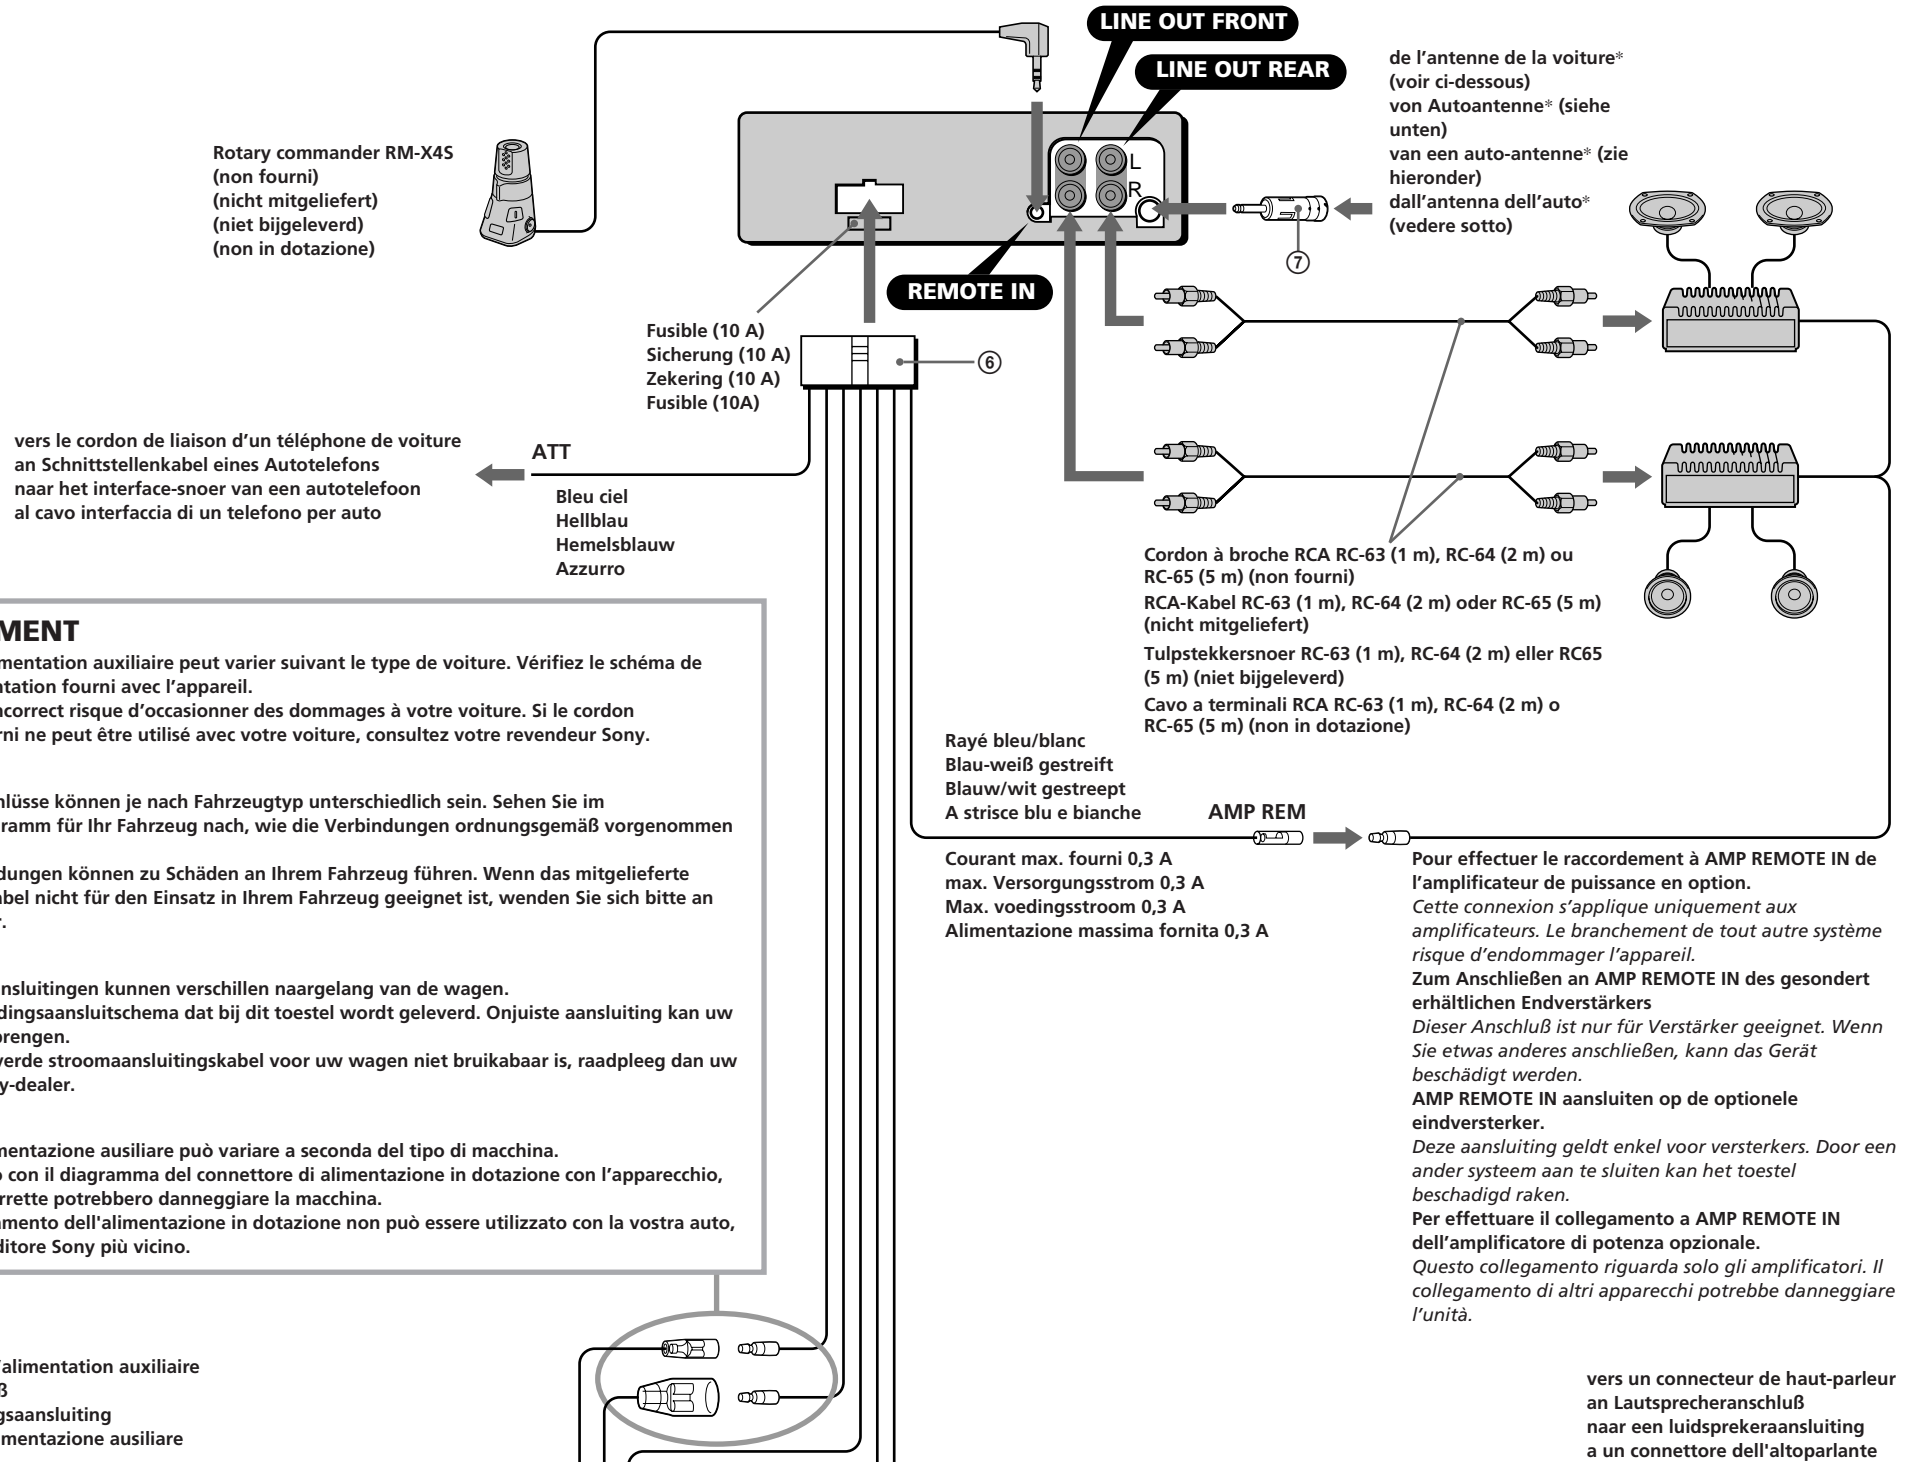 LINE OUT FRONT
LINE OUT REAR
de l’antenne de la voiture*
(voir ci-dessous)
von Autoantenne* (siehe
unten)
van een auto-antenne* (zie
hieronder)
dall’antenna dell’auto*
(vedere sotto)
Rotary commander RM-X4S
(non fourni)
(nicht mitgeliefert)
(niet bijgeleverd)
(non in dotazione)
L
R
⑦
REMOTE IN
Fusible (10 A)
Sicherung (10 A)
Zekering (10 A)
Fusible (10A)
⑥
vers le cordon de liaison d’un téléphone de voiture
an Schnittstellenkabel eines Autotelefons
naar het interface-snoer van een autotelefoon
al cavo interfaccia di un telefono per auto
ATT
Bleu ciel
Hellblau
Hemelsblauw
Azzurro
Cordon à broche RCA RC-63 (1 m), RC-64 (2 m) ou
RC-65 (5 m) (non fourni)
RCA-Kabel RC-63 (1 m), RC-64 (2 m) oder RC-65 (5 m)
(nicht mitgeliefert)
Tulpstekkersnoer RC-63 (1 m), RC-64 (2 m) eller RC65
(5 m) (niet bijgeleverd)
Cavo a terminali RCA RC-63 (1 m), RC-64 (2 m) o
RC-65 (5 m) (non in dotazione)
MENT
mentation auxiliaire peut varier suivant le type de voiture. Vérifiez le schéma de
ntation fourni avec l’appareil.
ncorrect risque d’occasionner des dommages à votre voiture. Si le cordon
rni ne peut être utilisé avec votre voiture, consultez votre revendeur Sony.
hlüsse können je nach Fahrzeugtyp unterschiedlich sein. Sehen Sie im
ramm für Ihr Fahrzeug nach, wie die Verbindungen ordnungsgemäß vorgenommen
dungen können zu Schäden an Ihrem Fahrzeug führen. Wenn das mitgelieferte
abel nicht für den Einsatz in Ihrem Fahrzeug geeignet ist, wenden Sie sich bitte an
r.
ansluitingen kunnen verschillen naargelang van de wagen.
dingsaansluitschema dat bij dit toestel wordt geleverd. Onjuiste aansluiting kan uw
brengen.
verde stroomaansluitingskabel voor uw wagen niet bruikabaar is, raadpleeg dan uw
y-dealer.
mentazione ausiliare può variare a seconda del tipo di macchina.
o con il diagramma del connettore di alimentazione in dotazione con l’apparecchio,
rrette potrebbero danneggiare la macchina.
amento dell'alimentazione in dotazione non può essere utilizzato con la vostra auto,
ditore Sony più vicino.
Rayé bleu/blanc
Blau-weiß gestreift
Blauw/wit gestreept
A strisce blu e bianche
AMP REM
Courant max. fourni 0,3 A
max. Versorgungsstrom 0,3 A
Max. voedingsstroom 0,3 A
Alimentazione massima fornita 0,3 A
Pour effectuer le raccordement à AMP REMOTE IN de
l’amplificateur de puissance en option.
Cette connexion s’applique uniquement aux
amplificateurs. Le branchement de tout autre système
risque d’endommager l’appareil.
Zum Anschließen an AMP REMOTE IN des gesondert
erhältlichen Endverstärkers
Dieser Anschluß ist nur für Verstärker geeignet. Wenn
Sie etwas anderes anschließen, kann das Gerät
beschädigt werden.
AMP REMOTE IN aansluiten op de optionele
eindversterker.
Deze aansluiting geldt enkel voor versterkers. Door een
ander systeem aan te sluiten kan het toestel
beschadigd raken.
Per effettuare il collegamento a AMP REMOTE IN
dell’amplificatore di potenza opzionale.
Questo collegamento riguarda solo gli amplificatori. Il
collegamento di altri apparecchi potrebbe danneggiare
l’unità.
’alimentation auxiliaire
ß
gsaansluiting
imentazione ausiliare
vers un connecteur de haut-parleur
an Lautsprecheranschluß
naar een luidsprekeraansluiting
a un connettore dell'altoparlante